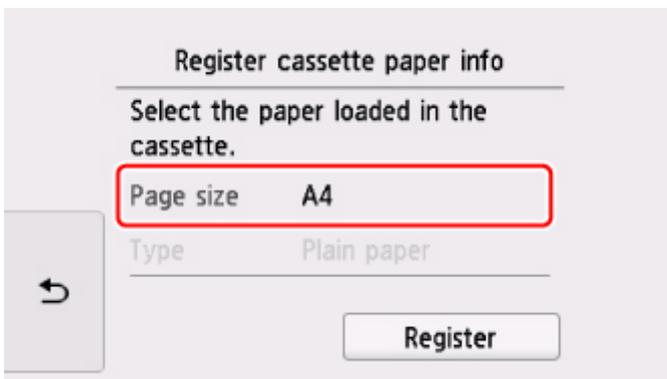 Register cassette paper info
Select the paper loaded in the
cassette.
Page size A4
Type Plain paper
Register